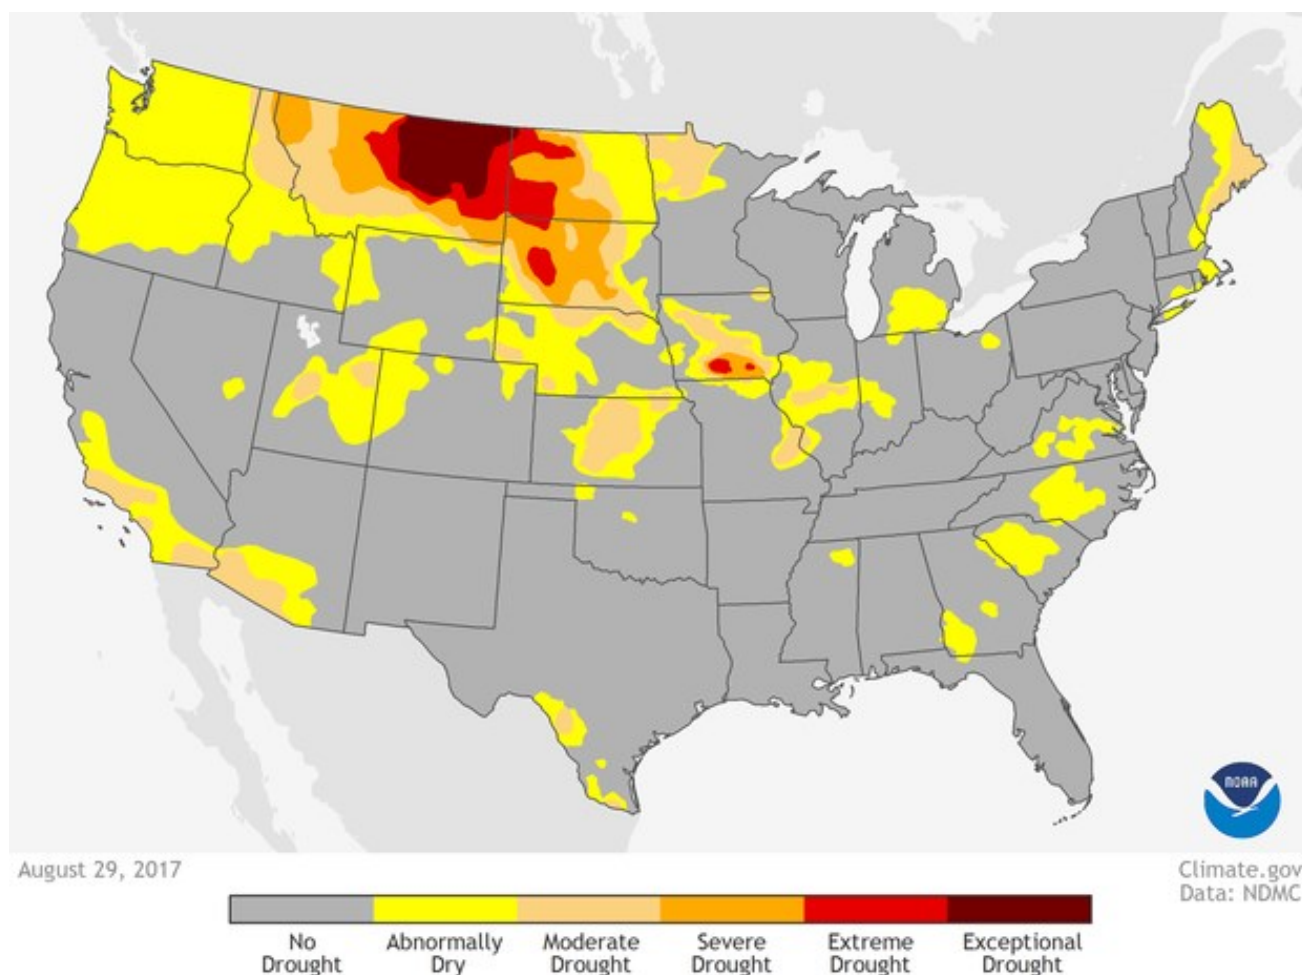 NOAA
August 29, 2017
Climate.gov
Data: NDMC
No Drought
Abnormally Dry
Moderate Drought
Severe Drought
Extreme Drought
Exceptional Drought